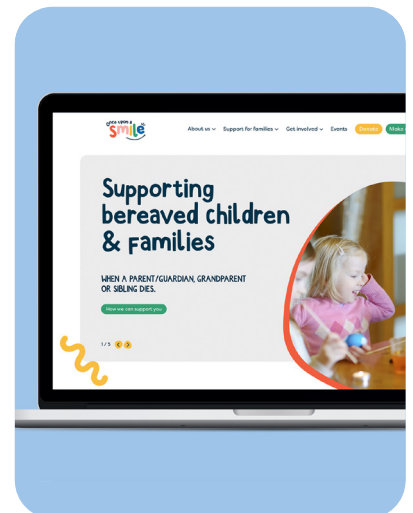 once upon a
smile
About us
Support for families
Get involved
Events
Donate
Make
Supporting
bereaved children
& Families
WHEN A PARENT/GUARDIAN, GRANDPARENT
OR SIBLING DIES.
How we can support you
1 / 5